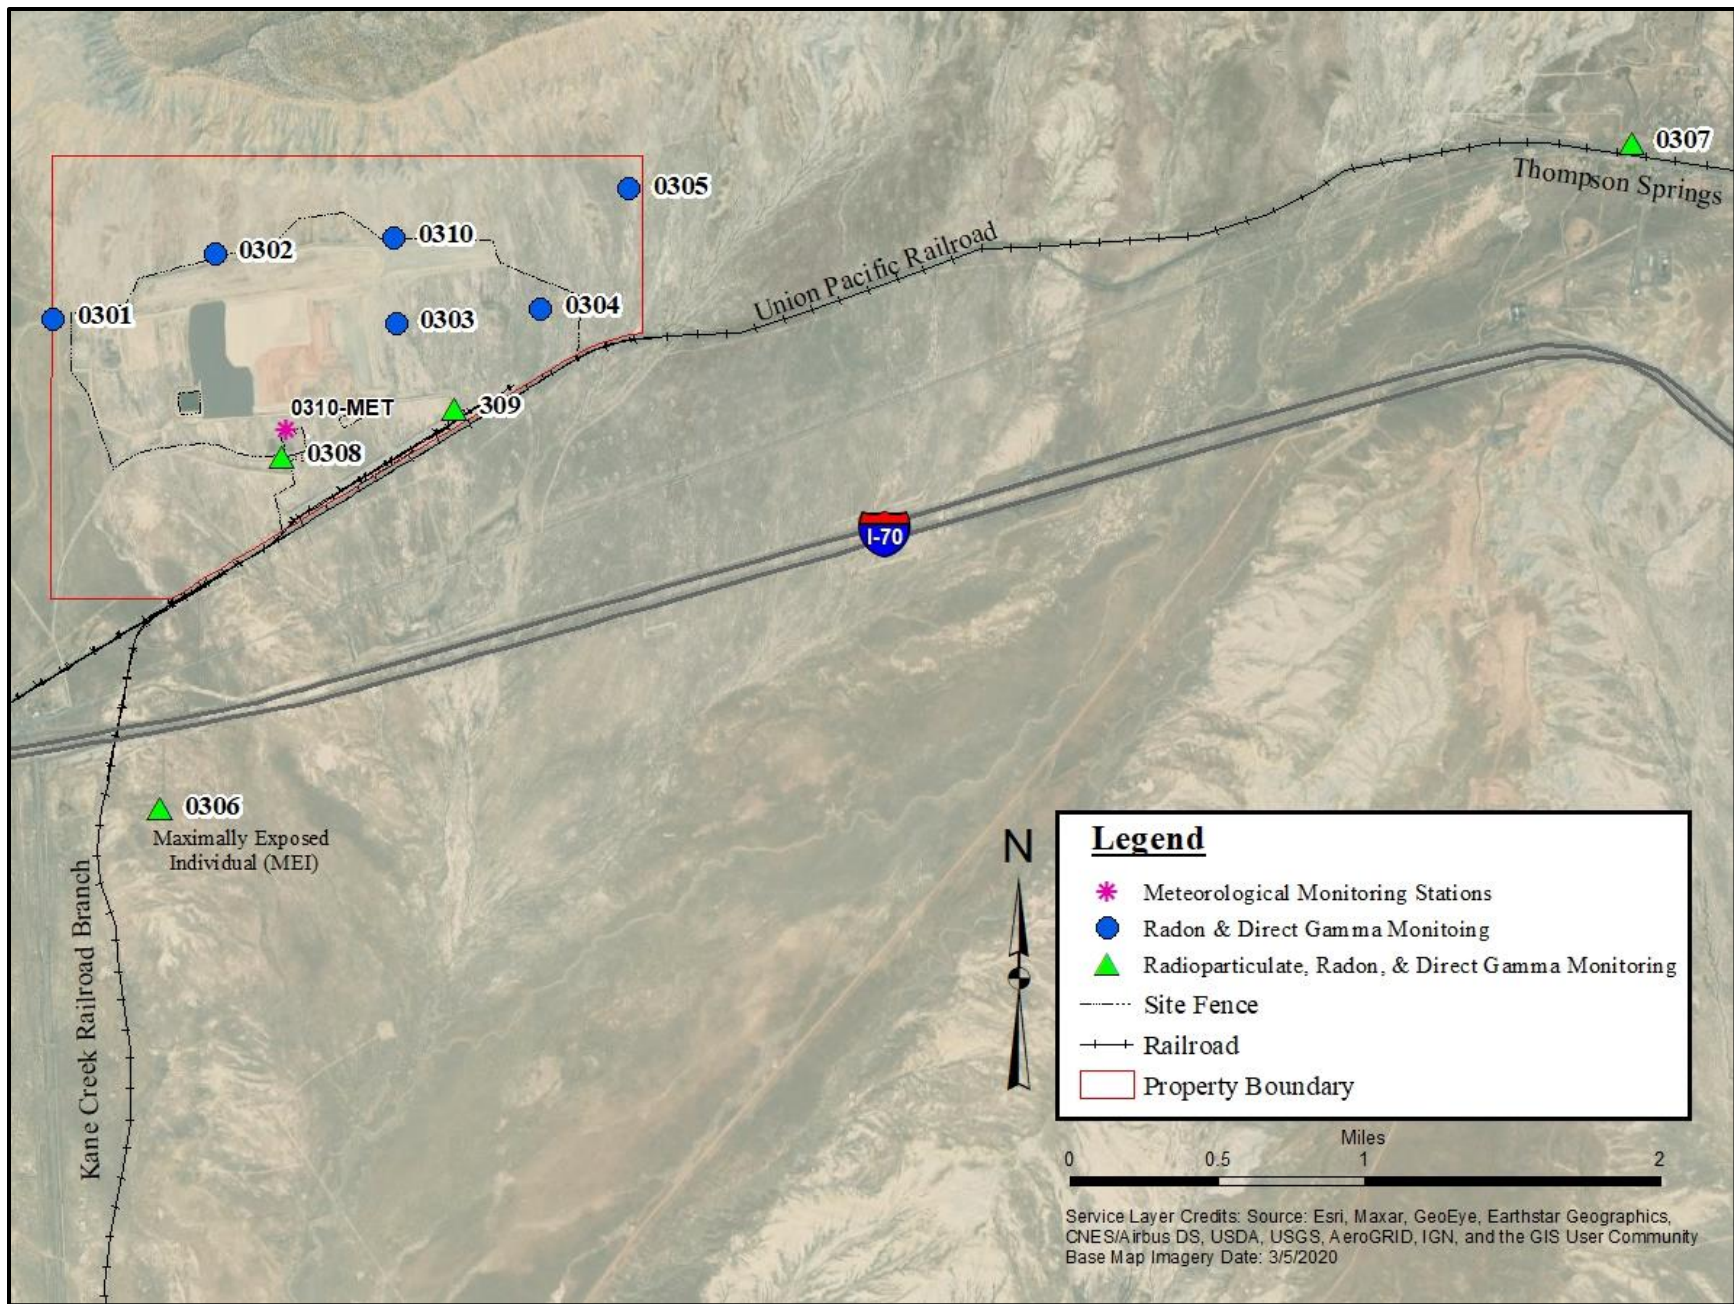 0307
Thompson Springs
0305
0310
0302
Union Pacific Railroad
0304
0301
0303
309
0310-MET
0308
I-70
0306
Maximally Exposed
Individual (MEI)
Kane Creek Railroad Branch
N
Legend
Meteorological Monitoring Stations
Radon & Direct Gamma Monitoing
Radioparticulate, Radon, & Direct Gamma Monitoring
Site Fence
Railroad
Property Boundary
Miles
0 0.5 1 2
Service Layer Credits: Source: Esri, Maxar, GeoEye, Earthstar Geographics,
CNES/Airbus DS, USDA, USGS, AeroGRID, IGN, and the GIS User Community
Base Map Imagery Date: 3/5/2020